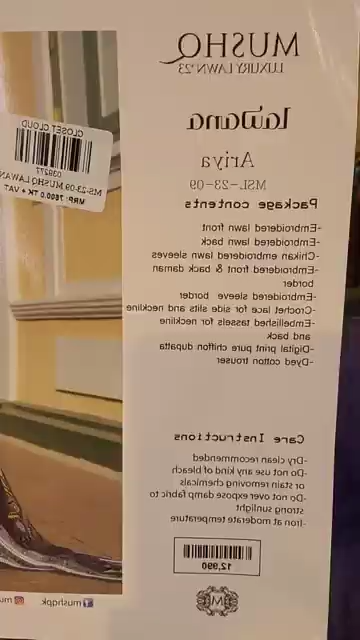 MUSHQ
LUXURY LAWN'23
lawana
Ariya
MSL-23-09
Package contents
-Embroidered lawn front
-Embroidered lawn back
-Chikan embroidered lawn sleeves
-Embroidered front & back daman
border
-Embroidered sleeve border
-Crochet lace for side slits and neckline
-Embellished tassels for neckline
and back
-Digital print pure chiffon dupatta
-Dyed cotton trouser
Care Instructions
-Dry clean recommended
-Do not use any kind of bleach
or stain removing chemicals
-Do not over expose damp fabric to
strong sunlight
-Iron at moderate temperature
12,990
CLOSET CLOUD
039277
MS-23-09 MUSHQ LAWAN
MRP: 7600.0 TK + VAT
mushqpk